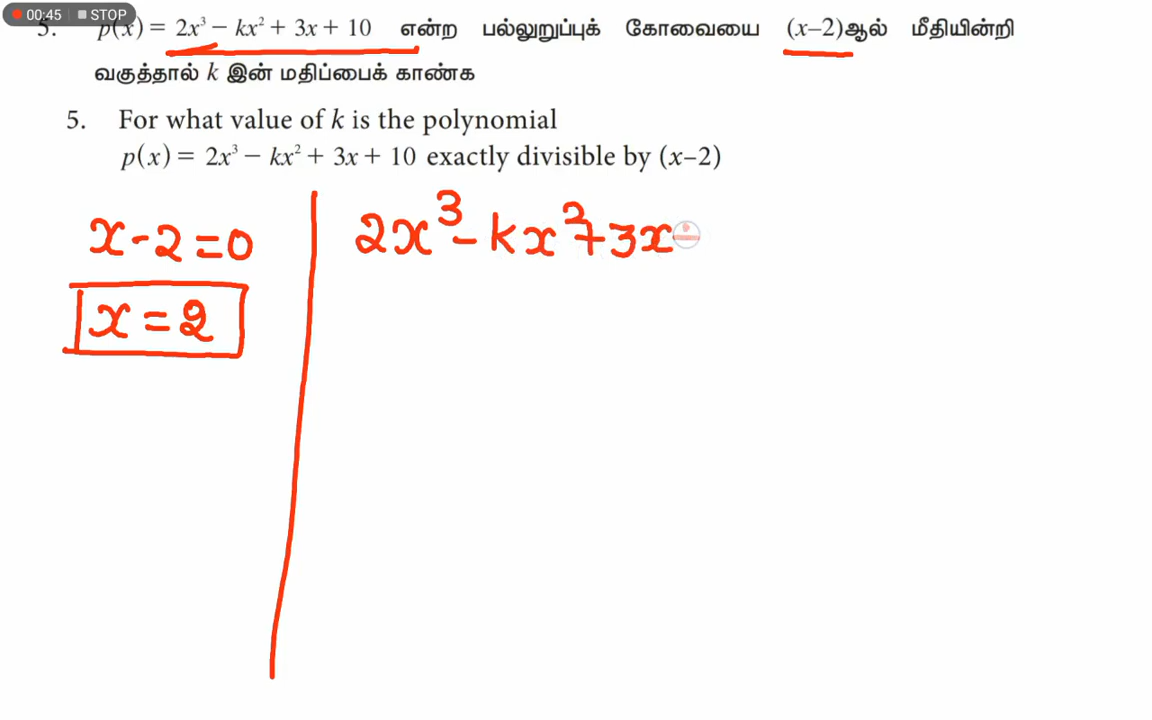 00:45 STOP
5. p(x) = 2x³ − kx² + 3x + 10 என்ற பல்லுறுப்புக் கோவையை (x–2)ஆல் மீதியின்றி
வகுத்தால் k இன் மதிப்பைக் காண்க
5. For what value of k is the polynomial
p(x) = 2x³ − kx² + 3x + 10 exactly divisible by (x–2)
x - 2 = 0
x = 2
2x³ - kx² + 3x